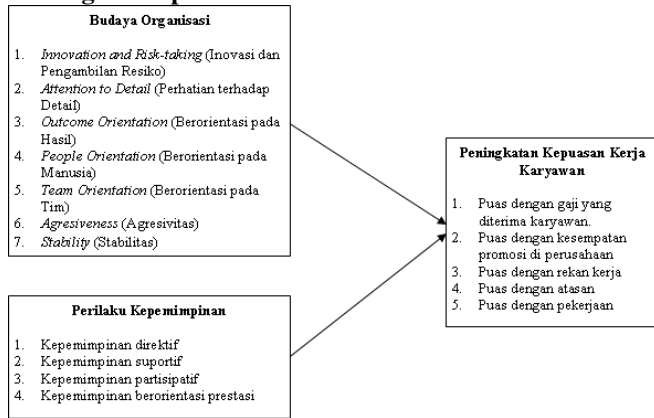 Budaya Organisasi
1. Innovation and Risk-taking (Inovasi dan
Pengambilan Resiko)
2. Attention to Detail (Perhatian terhadap
Detail)
3. Outcome Orientation (Berorientasi pada
Hasil)
4. People Orientation (Berorientasi pada
Manusia)
5. Team Orientation (Berorientasi pada
Tim)
6. Agresiveness (Agresivitas)
7. Stability (Stabilitas)
Perilaku Kepemimpinan
1. Kepemimpinan direktif
2. Kepemimpinan suportif
3. Kepemimpinan partisipatif
4. Kepemimpinan berorientasi prestasi
Peningkatan Kepuasan Kerja
Karyawan
1. Puas dengan gaji yang
diterima karyawan.
2. Puas dengan kesempatan
promosi di perusahaan
3. Puas dengan rekan kerja
4. Puas dengan atasan
5. Puas dengan pekerjaan